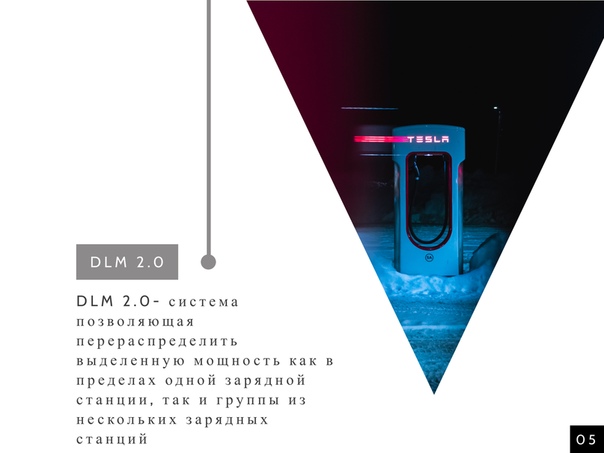 TESLA
DLM 2.0
DLM 2.0- система
позволяющая
перераспределить
выделенную мощность как в
пределах одной зарядной
станции, так и группы из
нескольких зарядных
станций
05